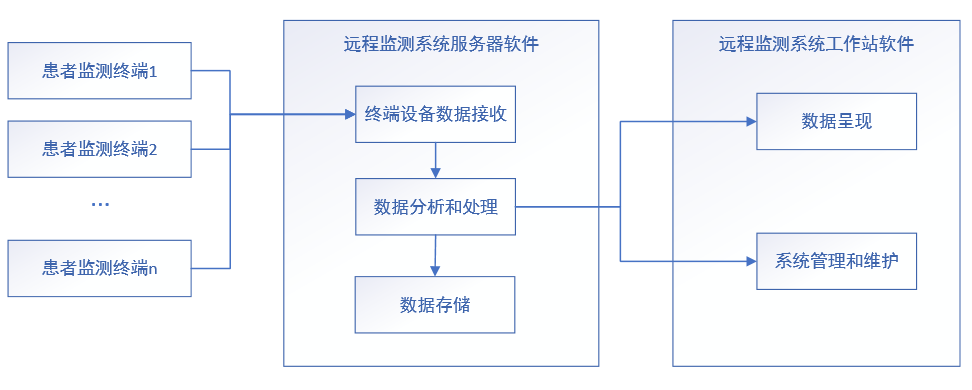 患者监测终端1
患者监测终端2
...
患者监测终端n
远程监测系统服务器软件
终端设备数据接收
数据分析和处理
数据存储
远程监测系统工作站软件
数据呈现
系统管理和维护